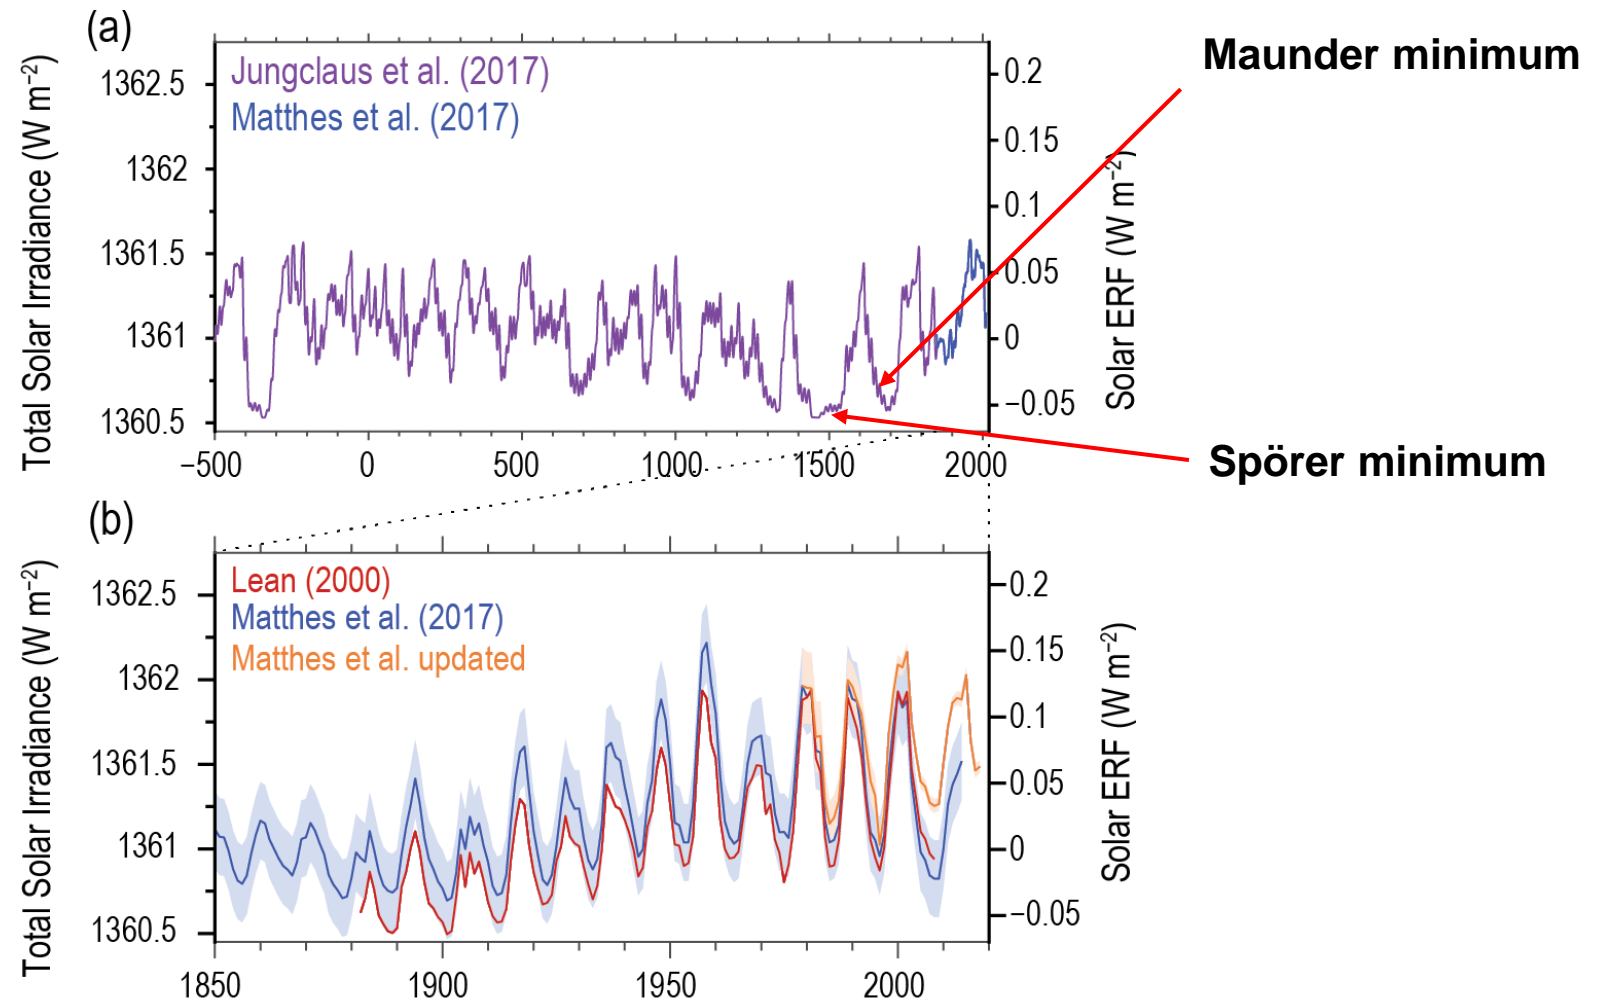 (a)
Maunder minimum
Jungclaus et al. (2017)
Matthes et al. (2017)
Total Solar Irradiance (W m⁻²)
1362.5
1362
1361.5
1361
1360.5
0.2
0.15
0.1
0.05
0
−0.05
Solar ERF (W m⁻²)
−500
0
500
1000
1500
2000
Spörer minimum
(b)
Lean (2000)
Matthes et al. (2017)
Matthes et al. updated
Total Solar Irradiance (W m⁻²)
1362.5
1362
1361.5
1361
1360.5
0.2
0.15
0.1
0.05
0
−0.05
Solar ERF (W m⁻²)
1850
1900
1950
2000